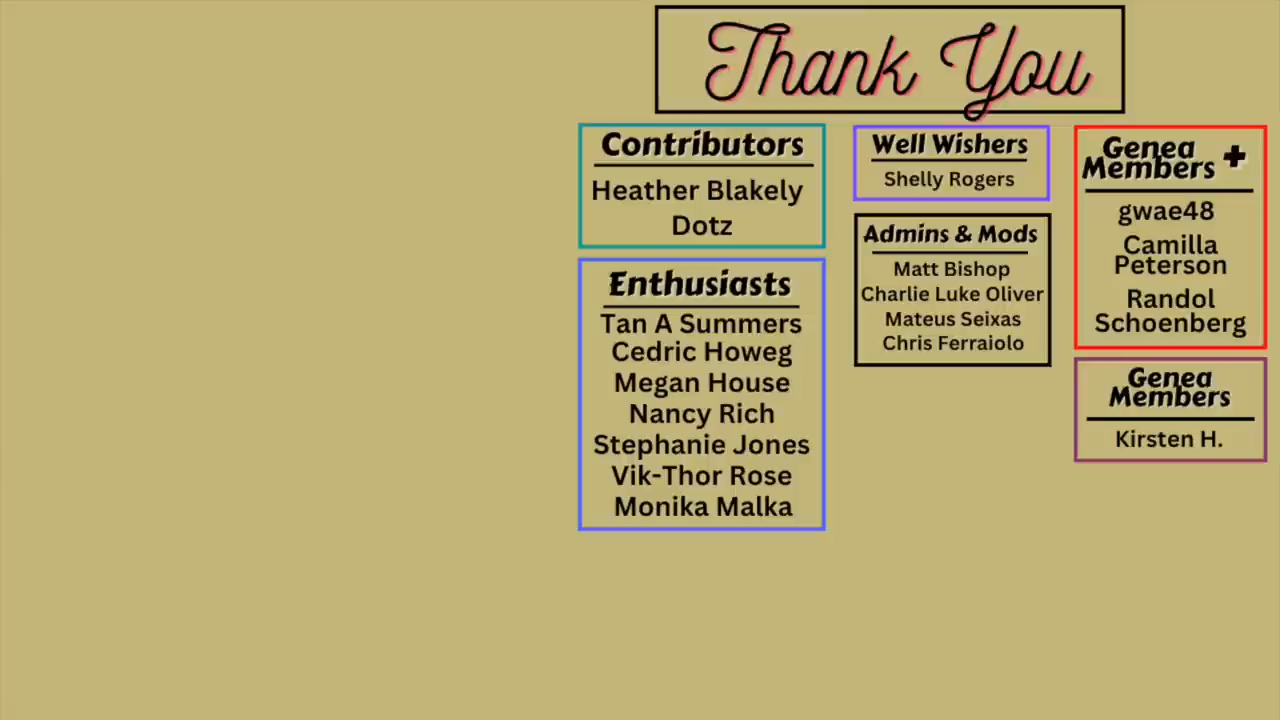 Thank You
Contributors
Heather Blakely
Dotz
Enthusiasts
Tan A Summers
Cedric Howeg
Megan House
Nancy Rich
Stephanie Jones
Vik-Thor Rose
Monika Malka
Well Wishers
Shelly Rogers
Admins & Mods
Matt Bishop
Charlie Luke Oliver
Mateus Seixas
Chris Ferraiolo
Genea
Members +
gwae48
Camilla
Peterson
Randol
Schoenberg
Genea
Members
Kirsten H.